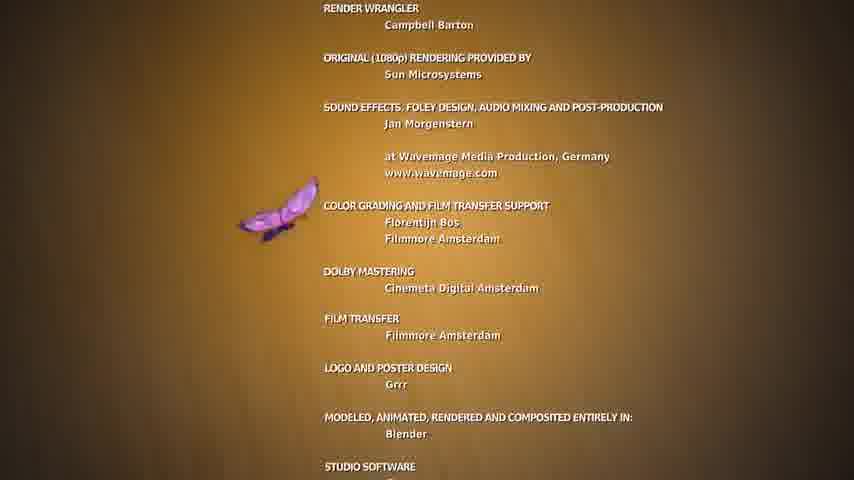 RENDER WRANGLER
Campbell Barton
ORIGINAL (1080p) RENDERING PROVIDED BY
Sun Microsystems
SOUND EFFECTS, FOLEY DESIGN, AUDIO MIXING AND POST-PRODUCTION
Jan Morgenstern
at Wavemage Media Production, Germany
www.wavemage.com
COLOR GRADING AND FILM TRANSFER SUPPORT
Florentijn Bos
Filmmore Amsterdam
DOLBY MASTERING
Cinemeta Digital Amsterdam
FILM TRANSFER
Filmmore Amsterdam
LOGO AND POSTER DESIGN
Grrr
MODELED, ANIMATED, RENDERED AND COMPOSITED ENTIRELY IN:
Blender
STUDIO SOFTWARE